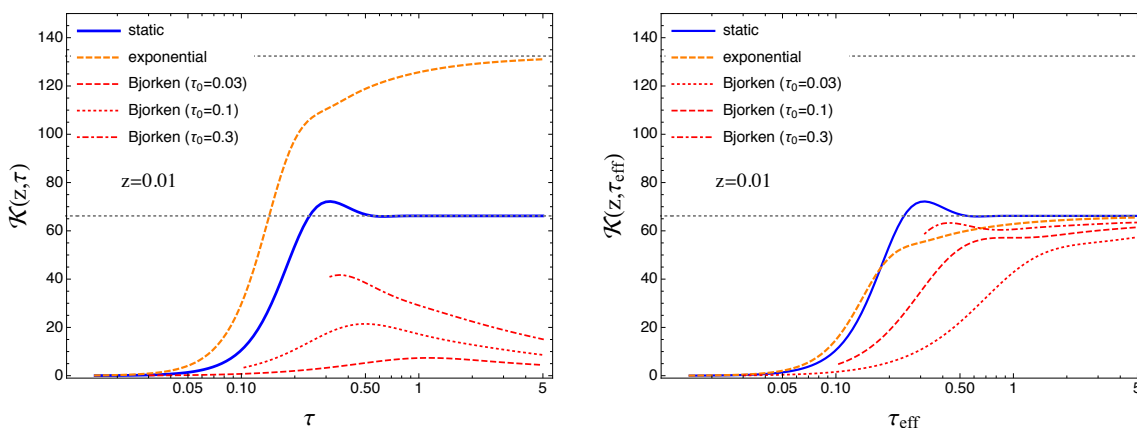 140
120
100
80
60
40
20
0
K(z,τ)
static
exponential
Bjorken (τ₀=0.03)
Bjorken (τ₀=0.1)
Bjorken (τ₀=0.3)
z=0.01
0.05 0.10 0.50 1 5
τ
140
120
100
80
60
40
20
0
K(z,τeff)
static
exponential
Bjorken (τ₀=0.03)
Bjorken (τ₀=0.1)
Bjorken (τ₀=0.3)
z=0.01
0.05 0.10 0.50 1 5
τeff